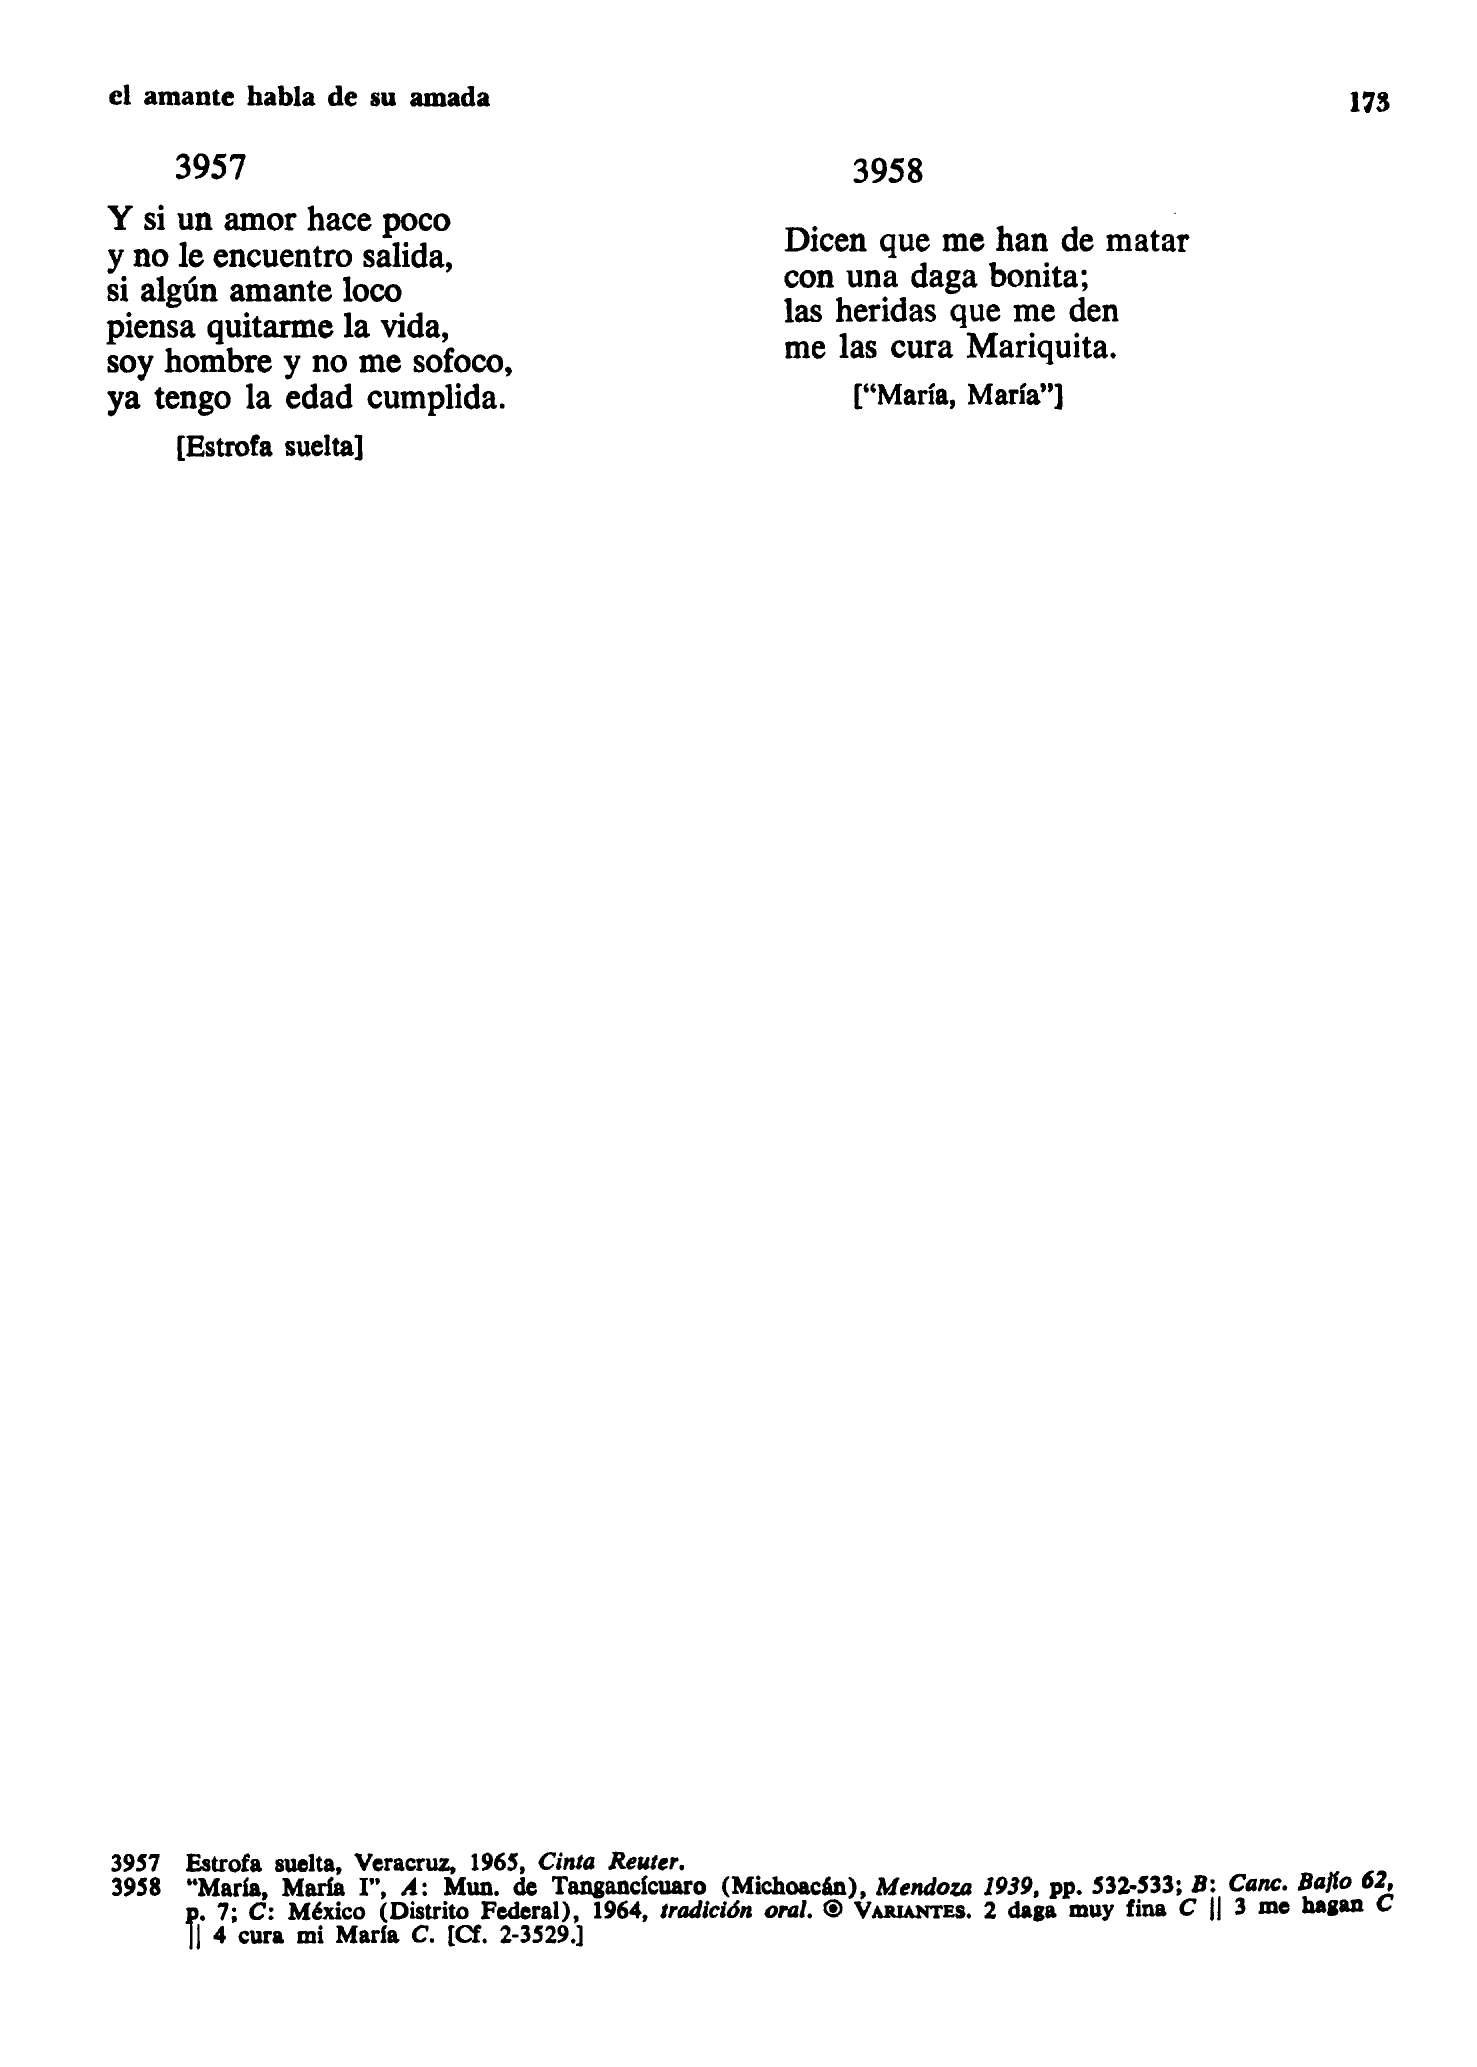 el amante habla de su amada
173
3957
Y si un amor hace poco
y no le encuentro salida,
si algún amante loco
piensa quitarme la vida,
soy hombre y no me sofoco,
ya tengo la edad cumplida.
[Estrofa suelta]
3958
Dicen que me han de matar
con una daga bonita;
las heridas que me den
me las cura Mariquita.
[“María, María”]
3957 Estrofa suelta, Veracruz, 1965, Cinta Reuter.
3958 “María, María I”, A: Mun. de Tangancícuaro (Michoacán), Mendoza 1939, pp. 532-533; B: Canc. Bajío 62,
p. 7; C: México (Distrito Federal), 1964, tradición oral. ⊙ VARIANTES. 2 daga muy fina C || 3 me hagan C
|| 4 cura mi María C. [Cf. 2-3529.]